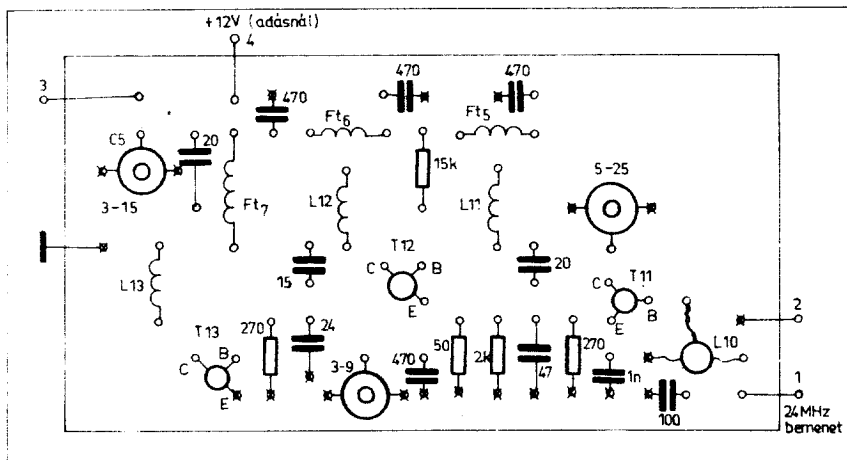 +12V (adásnál)
4
3
470
470
470
Ft6
Ft5
C5
20
15k
5-25
3-15
Ft7
L12
L11
T12
C
B
E
15
20
T11
C
B
E
L13
2
T13
270
24
50
2k
47
270
L10
C
B
E
3-9
470
1n
100
1
24MHz
bemenet